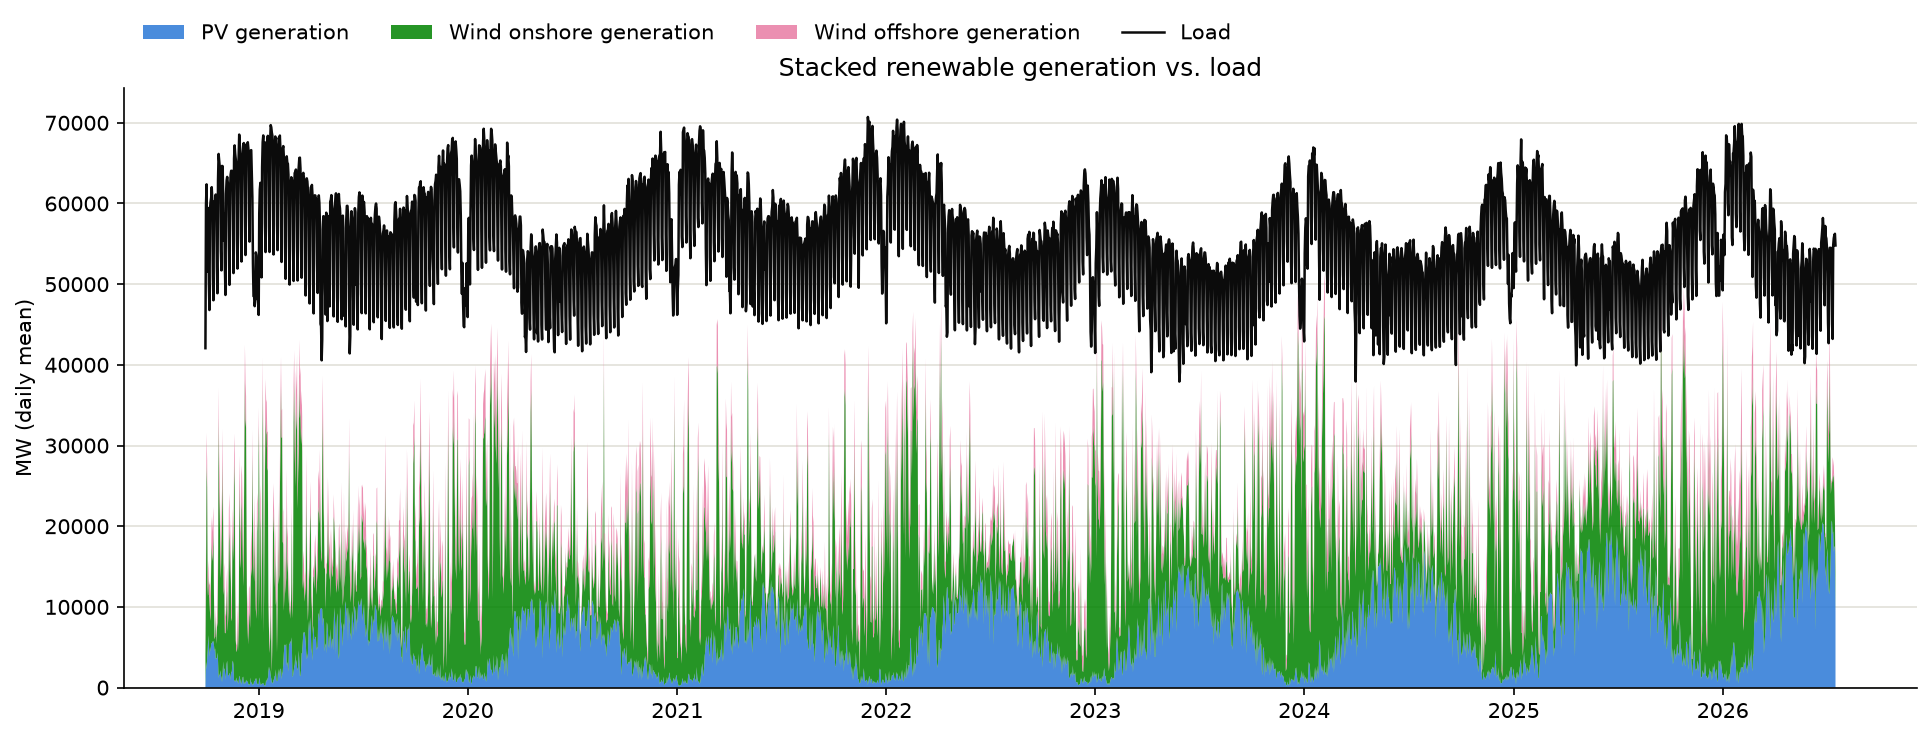 PV generation Wind onshore generation Wind offshore generation Load
Stacked renewable generation vs. load
MW (daily mean)
70000
60000
50000
40000
30000
20000
10000
0
2019 2020 2021 2022 2023 2024 2025 2026